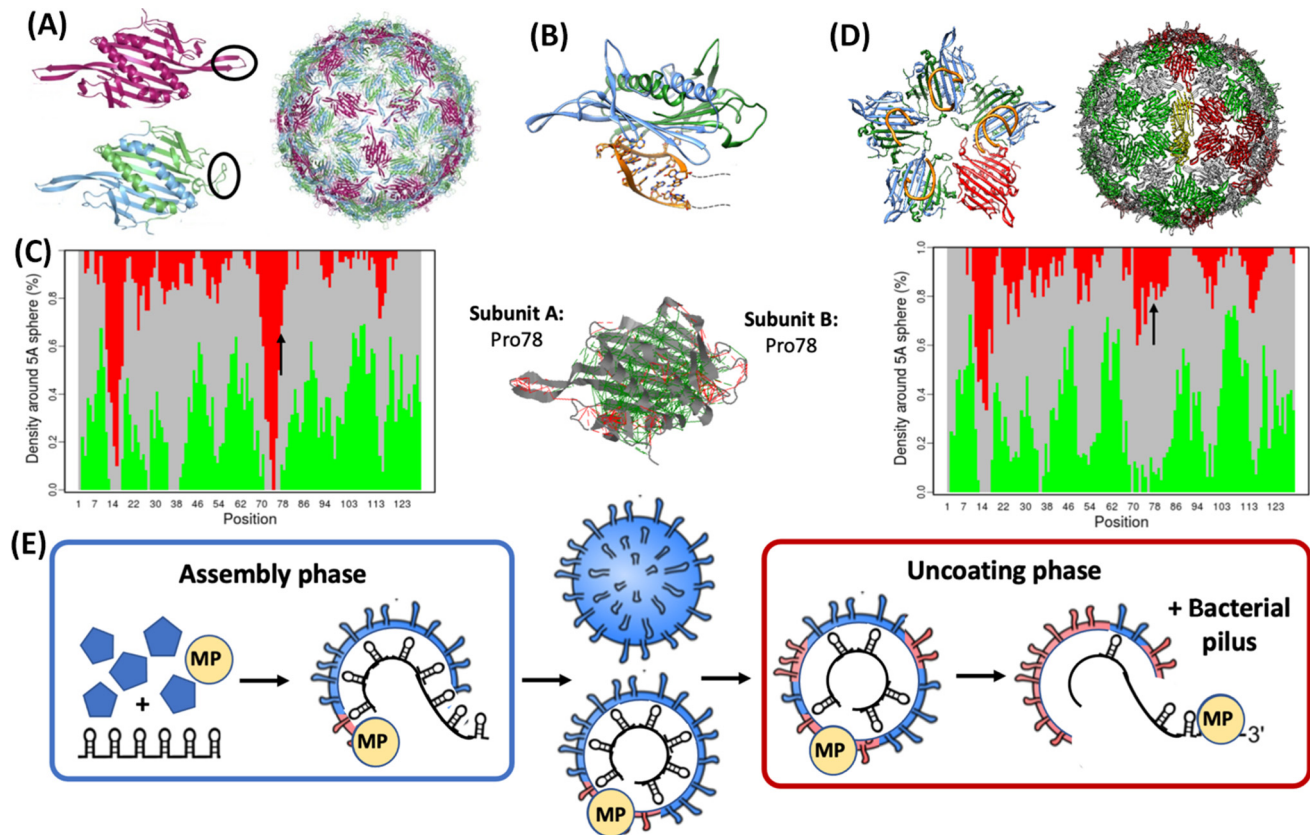 (A)
(B)
(D)
(C)
Density around 5A sphere (%)
1.0
0.8
0.6
0.4
0.2
0.0
1 7 14 22 30 38 46 54 62 70 78 86 94 103 113 123
Position
Subunit A:
Pro78
Subunit B:
Pro78
Density around 5A sphere (%)
1.0
0.8
0.6
0.4
0.2
0.0
1 7 14 22 30 38 46 54 62 70 78 86 94 103 113 123
Position
(E)
Assembly phase
MP
+
MP
MP
Uncoating phase
MP
+ Bacterial
pilus
MP
3'